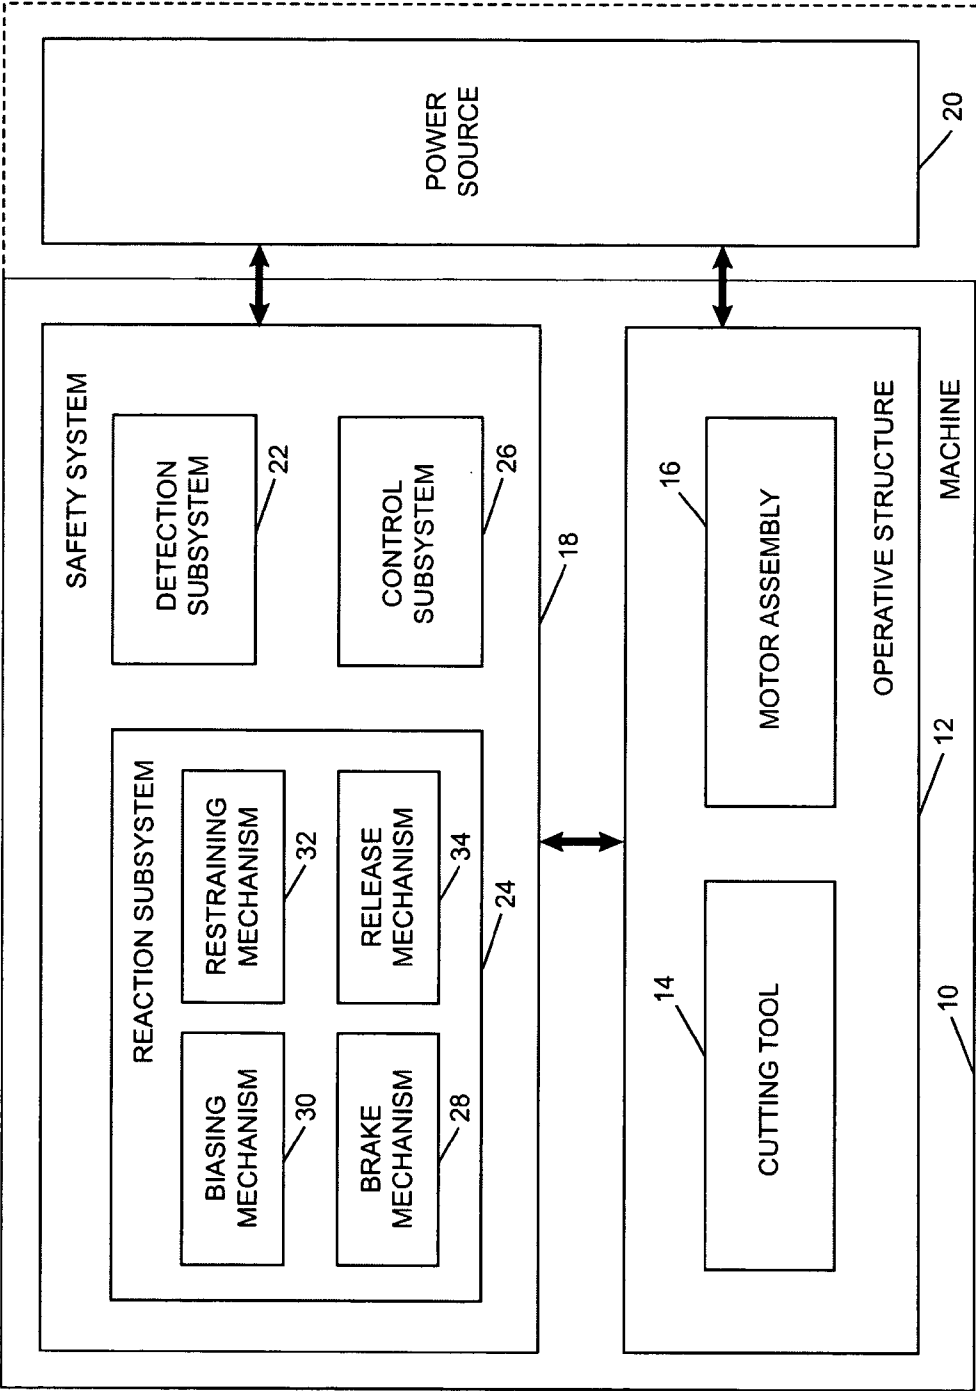 SAFETY SYSTEM
REACTION SUBSYSTEM
BIASING
MECHANISM
30
RESTRAINING
MECHANISM
32
BRAKE
MECHANISM
28
RELEASE
MECHANISM
34
24
DETECTION
SUBSYSTEM
22
CONTROL
SUBSYSTEM
26
18
14
CUTTING TOOL
16
MOTOR ASSEMBLY
OPERATIVE STRUCTURE
12
MACHINE
10
POWER
SOURCE
20